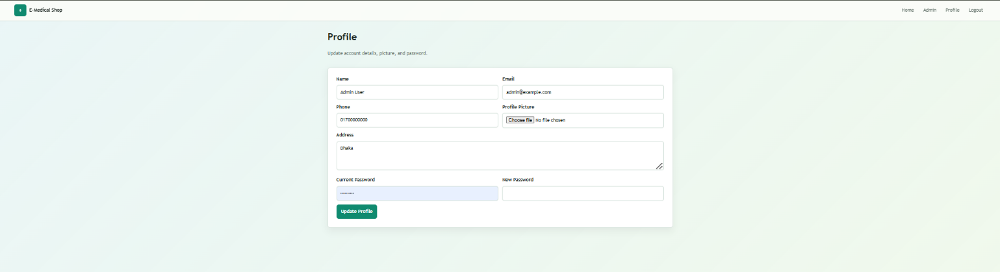 + E-Medical Shop Home Admin Profile Logout
Profile
Update account details, picture, and password.
Name Email
Admin User admin@example.com
Phone Profile Picture
01700000000 Choose file No file chosen
Address
Dhaka
Current Password New Password
••••••••••
Update Profile